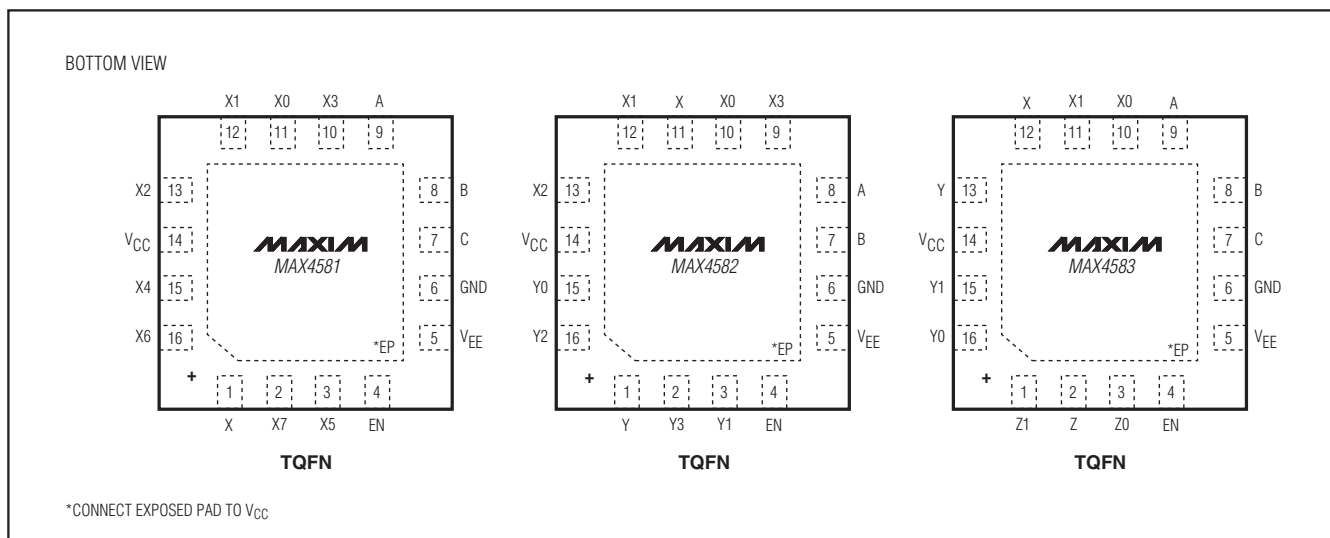 BOTTOM VIEW
X1 X0 X3 A
12 11 10 9
X2 13 8 B
VCC 14 7 C
X4 15 6 GND
X6 16 5 VEE
MAXIM
MAX4581
*EP
+
1 2 3 4
X X7 X5 EN
TQFN
X1 X X0 X3
12 11 10 9
X2 13 8 A
VCC 14 7 B
Y0 15 6 GND
Y2 16 5 VEE
MAXIM
MAX4582
*EP
+
1 2 3 4
Y Y3 Y1 EN
TQFN
X X1 X0 A
12 11 10 9
Y 13 8 B
VCC 14 7 C
Y1 15 6 GND
Y0 16 5 VEE
MAXIM
MAX4583
*EP
+
1 2 3 4
Z1 Z Z0 EN
TQFN
*CONNECT EXPOSED PAD TO VCC